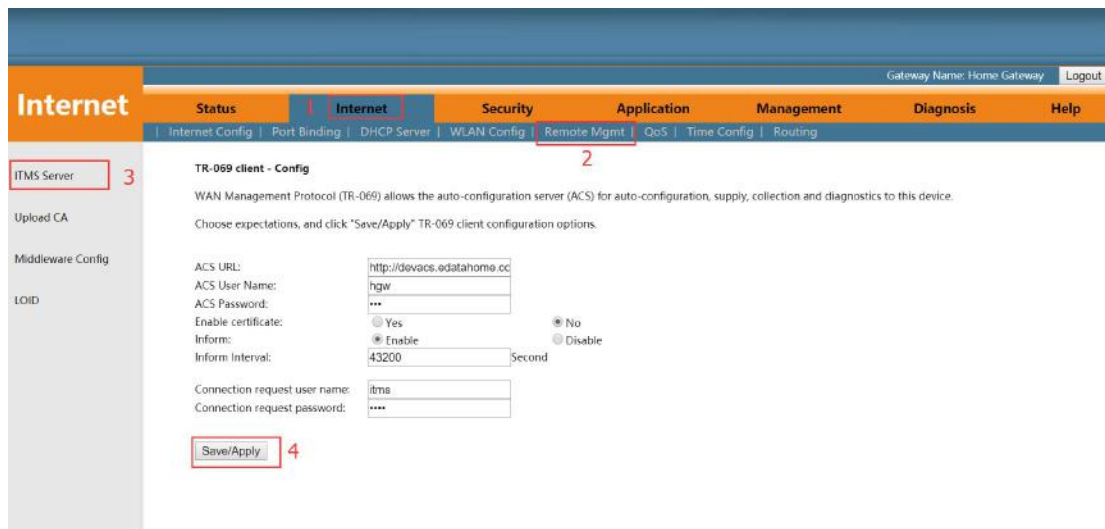 Gateway Name: Home Gateway Logout
Internet
Status 1 Internet Security Application Management Diagnosis Help
| Internet Config | Port Binding | DHCP Server | WLAN Config | Remote Mgmt | QoS | Time Config | Routing
2
ITMS Server 3
Upload CA
Middleware Config
LOID
TR-069 client - Config
WAN Management Protocol (TR-069) allows the auto-configuration server (ACS) for auto-configuration, supply, collection and diagnostics to this device.
Choose expectations, and click "Save/Apply" TR-069 client configuration options.
ACS URL: http://devacs.edatahome.cc
ACS User Name: hgw
ACS Password: •••
Enable certificate: Yes No
Inform: Enable Disable
Inform Interval: 43200 Second
Connection request user name: itms
Connection request password: ••••
Save/Apply 4